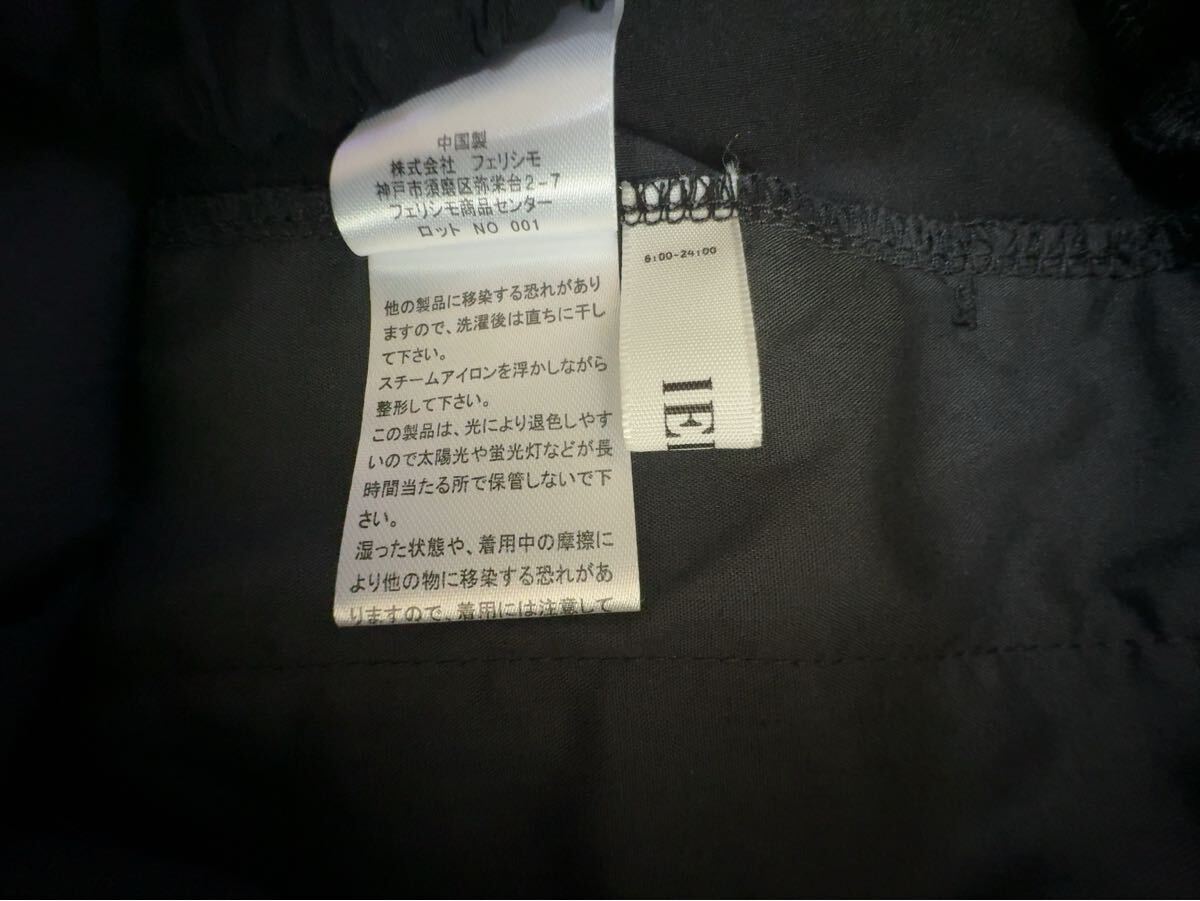 中国製
株式会社 フェリシモ
神戸市須磨区弥栄台2-7
フェリシモ商品センター
ロット NO 001
他の製品に移染する恐れがあり
ますので、洗濯後は直ちに干し
て下さい。
スチームアイロンを浮かしながら
整形して下さい。
この製品は、光により退色しやす
いので太陽光や蛍光灯などが長
時間当たる所で保管しないで下
さい。
湿った状態や、着用中の摩擦に
より他の物に移染する恐れがあ
りますので、着用には注意して
6:00-24:00